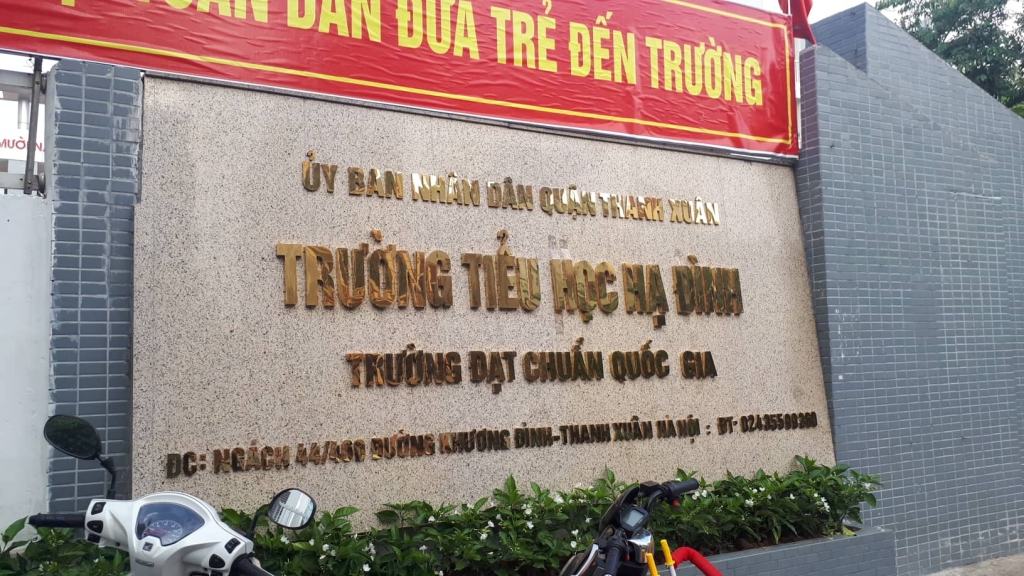 TOÀN DÂN ĐƯA TRẺ ĐẾN TRƯỜNG
ỦY BAN NHÂN DÂN QUẬN THANH XUÂN
TRƯỜNG TIỂU HỌC HẠ ĐÌNH
TRƯỜNG ĐẠT CHUẨN QUỐC GIA
ĐC: NGÁCH 44/460 ĐƯỜNG KHƯƠNG ĐÌNH-THANH XUÂN HÀ NỘI : ĐT-